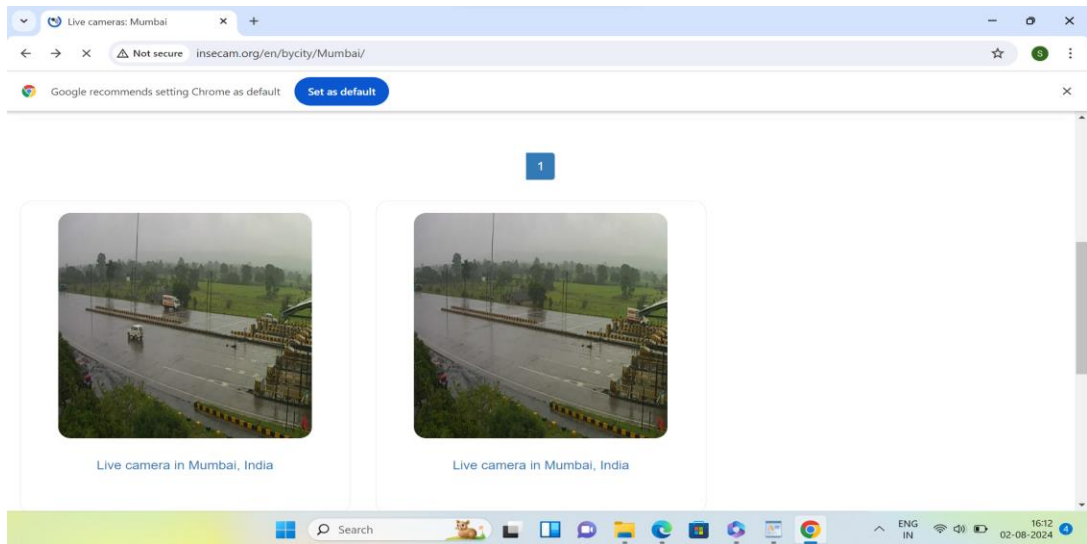 Live cameras: Mumbai
Not secure insecam.org/en/bycity/Mumbai/
S
Google recommends setting Chrome as default Set as default
1
Live camera in Mumbai, India Live camera in Mumbai, India
Search
ENG 16:12
IN 02-08-2024 4